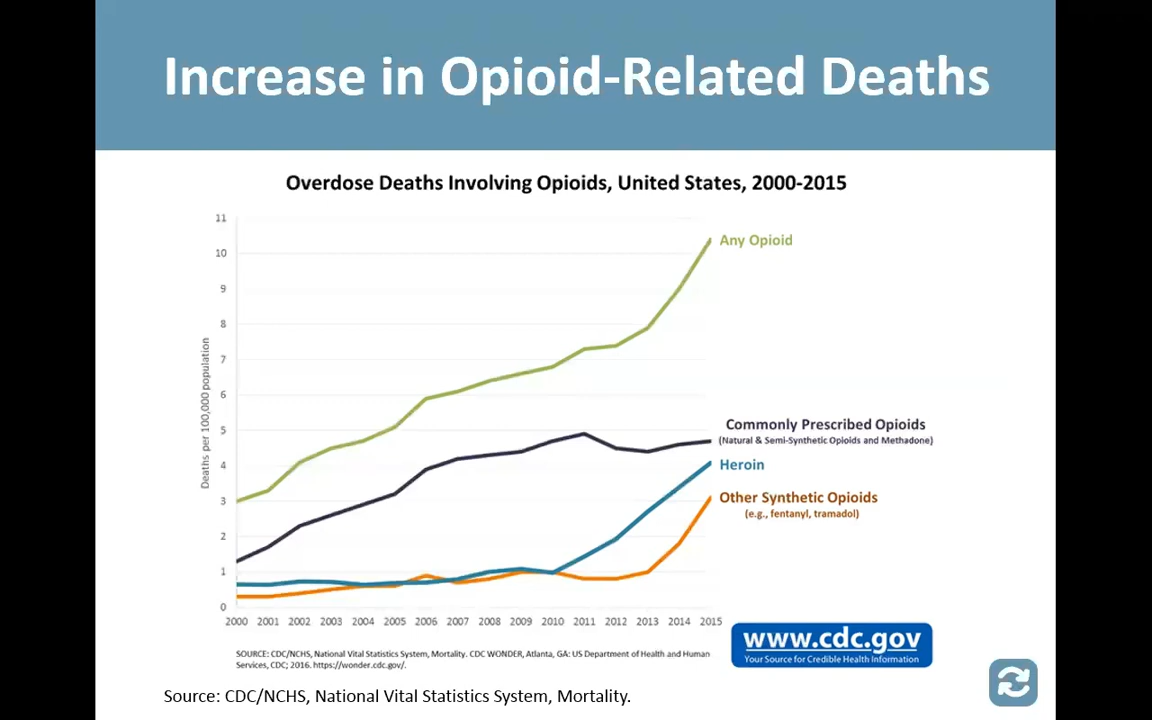 Increase in Opioid-Related Deaths
Overdose Deaths Involving Opioids, United States, 2000-2015
11
10
9
8
7
6
5
4
3
2
1
0
Deaths per 100,000 population
2000 2001 2002 2003 2004 2005 2006 2007 2008 2009 2010 2011 2012 2013 2014 2015
Any Opioid
Commonly Prescribed Opioids
(Natural & Semi-Synthetic Opioids and Methadone)
Heroin
Other Synthetic Opioids
(e.g., fentanyl, tramadol)
SOURCE: CDC/NCHS, National Vital Statistics System, Mortality. CDC WONDER, Atlanta, GA: US Department of Health and Human
Services, CDC; 2016. https://wonder.cdc.gov/.
www.cdc.gov
Your Source for Credible Health Information
Source: CDC/NCHS, National Vital Statistics System, Mortality.